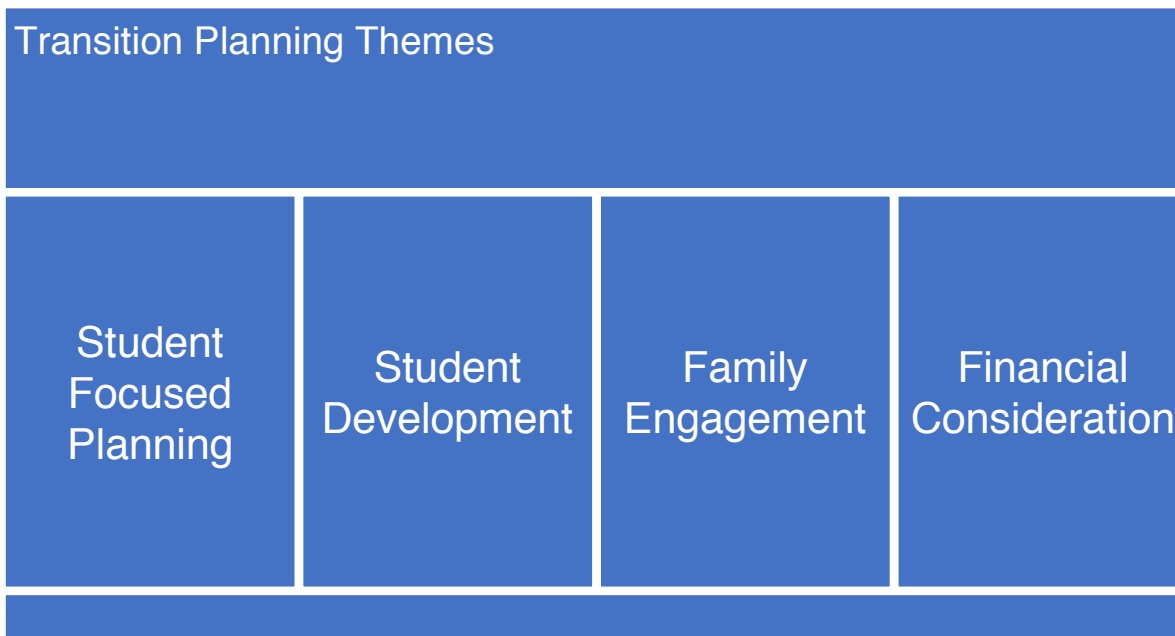 Transition Planning Themes
Student
Focused
Planning
Student
Development
Family
Engagement
Financial
Consideration